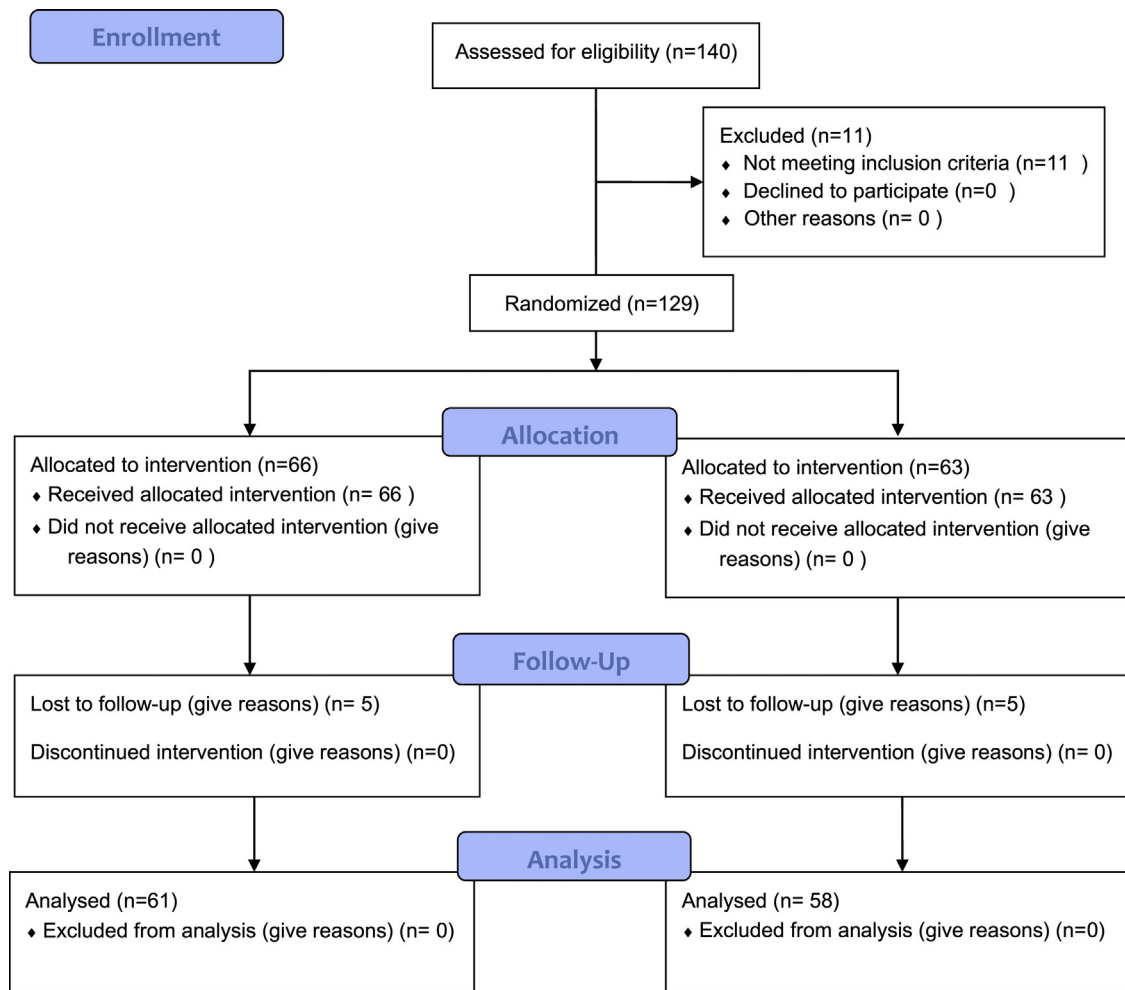 Enrollment
Assessed for eligibility (n=140)
Excluded (n=11)
♦ Not meeting inclusion criteria (n=11 )
♦ Declined to participate (n=0 )
♦ Other reasons (n= 0 )
Randomized (n=129)
Allocation
Allocated to intervention (n=66)
♦ Received allocated intervention (n= 66 )
♦ Did not receive allocated intervention (give
reasons) (n= 0 )
Allocated to intervention (n=63)
♦ Received allocated intervention (n= 63 )
♦ Did not receive allocated intervention (give
reasons) (n= 0 )
Follow-Up
Lost to follow-up (give reasons) (n= 5)
Discontinued intervention (give reasons) (n=0)
Lost to follow-up (give reasons) (n=5)
Discontinued intervention (give reasons) (n= 0)
Analysis
Analysed (n=61)
♦ Excluded from analysis (give reasons) (n= 0)
Analysed (n= 58)
♦ Excluded from analysis (give reasons) (n=0)